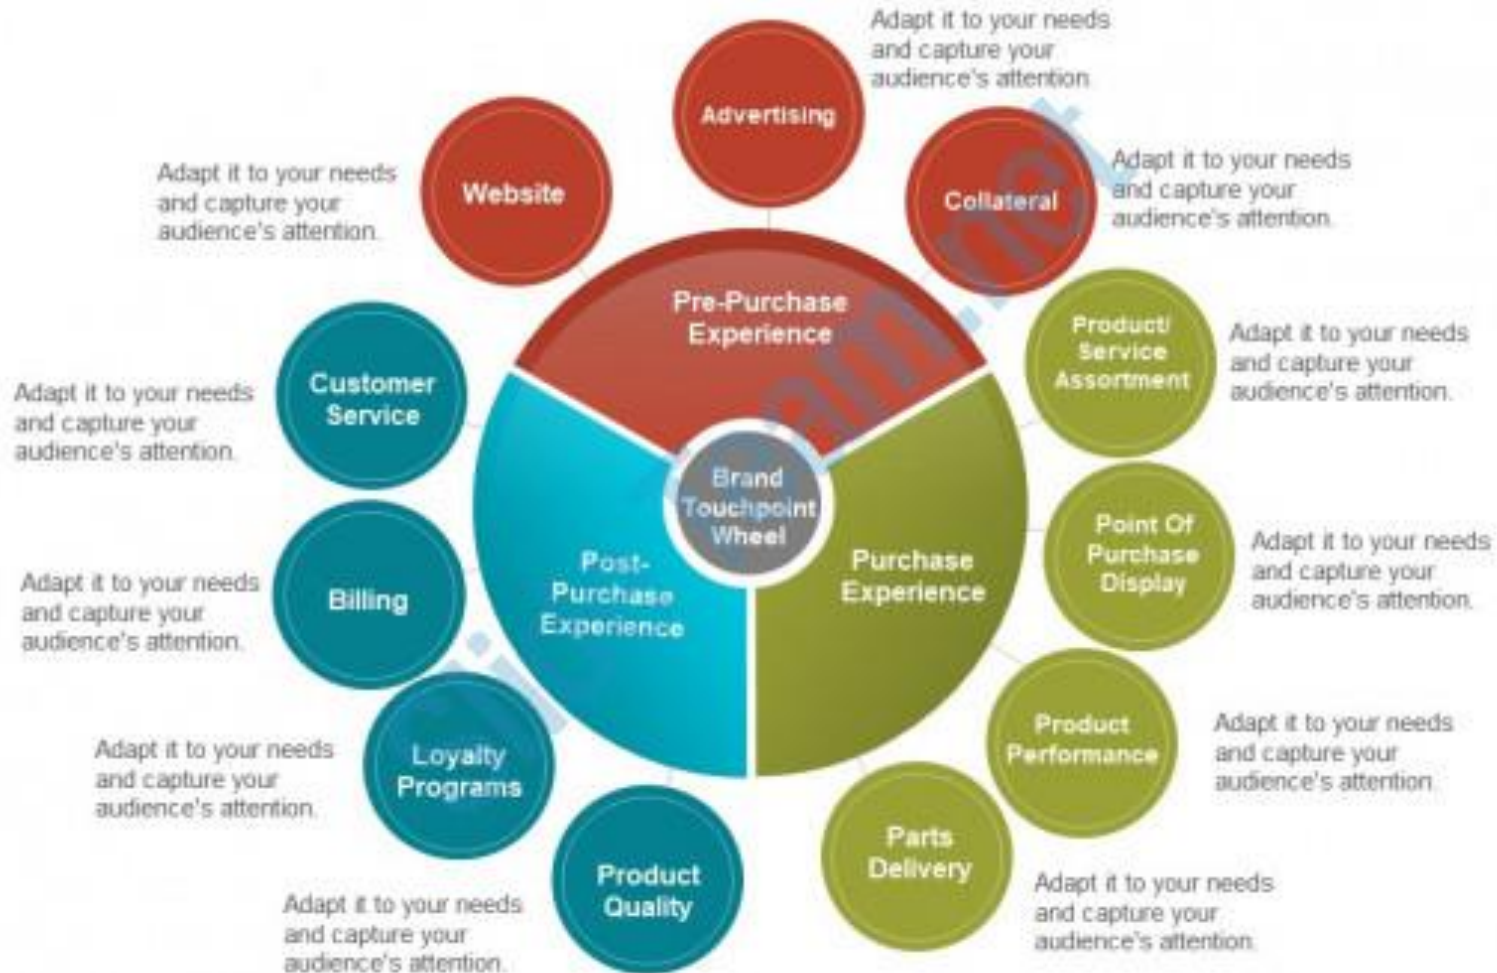 Adapt it to your needs
and capture your
audience's attention
Advertising
Website
Adapt it to your needs
and capture your
audience's attention.
Collateral
Adapt it to your needs
and capture your
audience's attention.
Pre-Purchase
Experience
Product/
Service
Assortment
Adapt it to your needs
and capture your
audience's attention.
Customer
Service
Adapt it to your needs
and capture your
audience's attention.
Brand
Touchpoint
Wheel
Point Of
Purchase
Display
Adapt it to your needs
and capture your
audience's attention.
Post-
Purchase
Experience
Purchase
Experience
Billing
Adapt it to your needs
and capture your
audience's attention.
Product
Performance
Adapt it to your needs
and capture your
audience's attention.
Loyalty
Programs
Adapt it to your needs
and capture your
audience's attention.
Parts
Delivery
Adapt it to your needs
and capture your
audience's attention.
Product
Quality
Adapt it to your needs
and capture your
audience's attention.